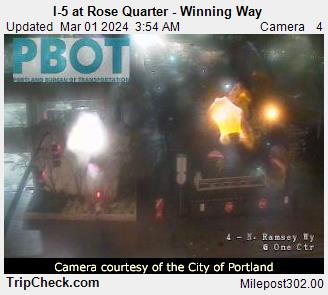 I-5 at Rose Quarter - Winning Way
Updated Mar 01 2024 3:54 AM Camera 4
PBOT
PORTLAND BUREAU OF TRANSPORTATION
4 - N. Ramsey Wy
@ One Ctr
Camera courtesy of the City of Portland
TripCheck.com Milepost302.00